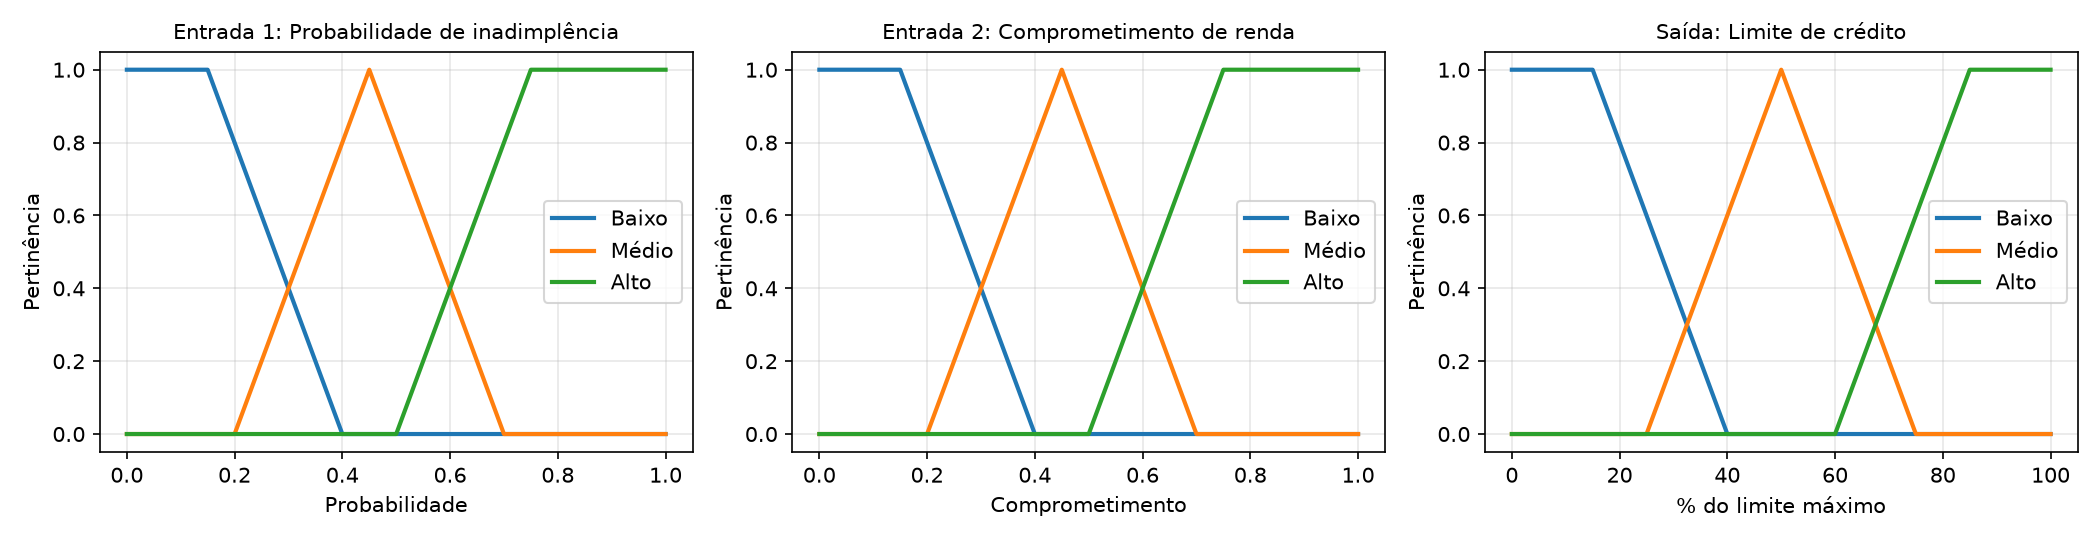 Entrada 1: Probabilidade de inadimplência
1.0
0.8
0.6
0.4
0.2
0.0
Pertinência
Baixo
Médio
Alto
0.0 0.2 0.4 0.6 0.8 1.0
Probabilidade
Entrada 2: Comprometimento de renda
1.0
0.8
0.6
0.4
0.2
0.0
Pertinência
Baixo
Médio
Alto
0.0 0.2 0.4 0.6 0.8 1.0
Comprometimento
Saída: Limite de crédito
1.0
0.8
0.6
0.4
0.2
0.0
Pertinência
Baixo
Médio
Alto
0 20 40 60 80 100
% do limite máximo